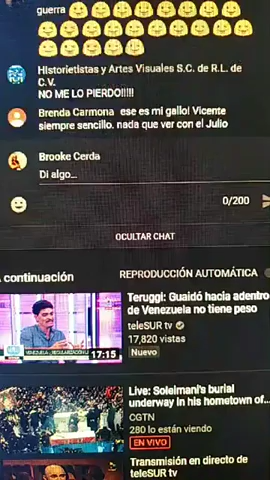 guerra
HIstorietistas y Artes Visuales S.C. de R.L. de
C.V.
NO ME LO PIERDO!!!!!
Brenda Carmona ese es mi gallo! Vicente
siempre sencillo. nada que ver con el Julio
Brooke Cerda
Di algo...
0/200
OCULTAR CHAT
continuación
REPRODUCCIÓN AUTOMÁTICA
Teruggi: Guaidó hacia adentro
de Venezuela no tiene peso
teleSUR tv
17,820 vistas
Nuevo
17:15
Live: Soleimani's burial
underway in his hometown of...
CGTN
280 lo están viendo
EN VIVO
Transmisión en directo de
teleSUR tv